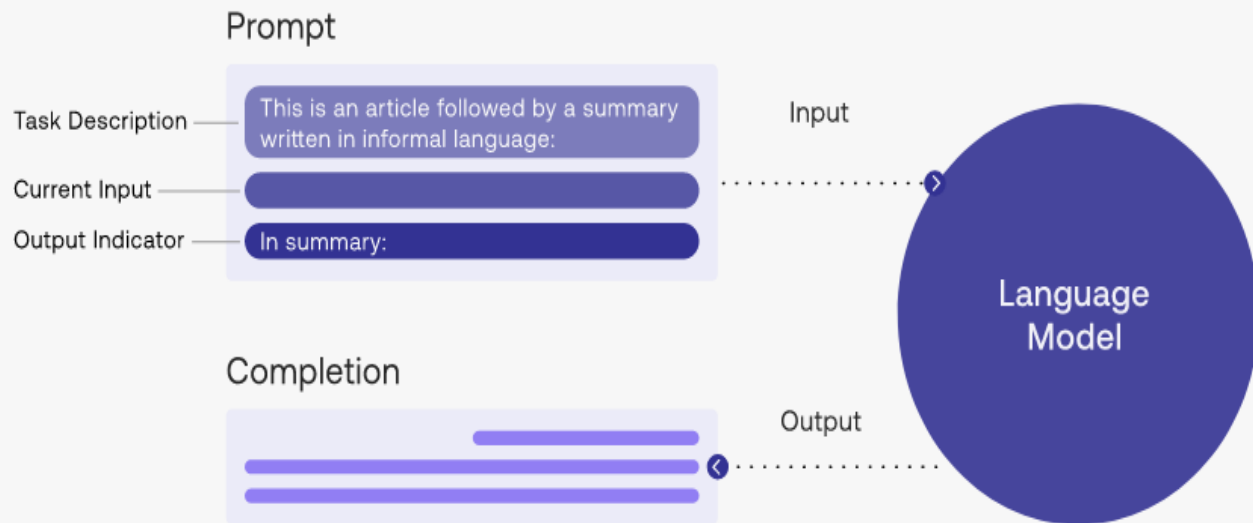 Prompt
Task Description
This is an article followed by a summary
written in informal language:
Current Input
Output Indicator
In summary:
Input
Language
Model
Completion
Output